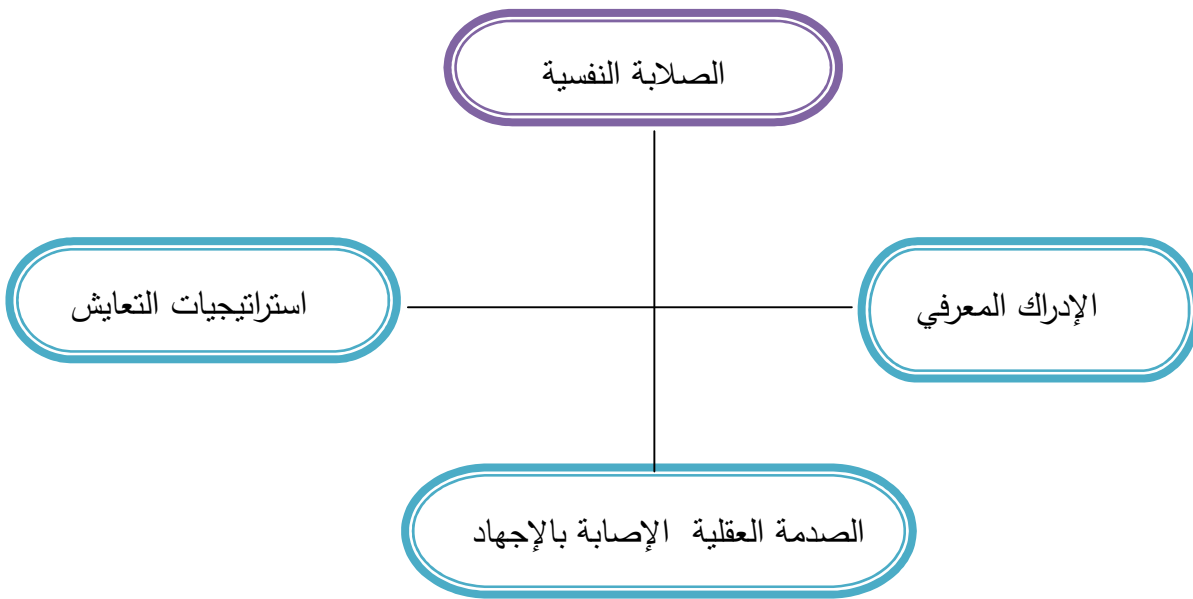 الصلابة النفسية
الإدراك المعرفي
استراتيجيات التعايش
الصدمة العقلية الإصابة بالإجهاد